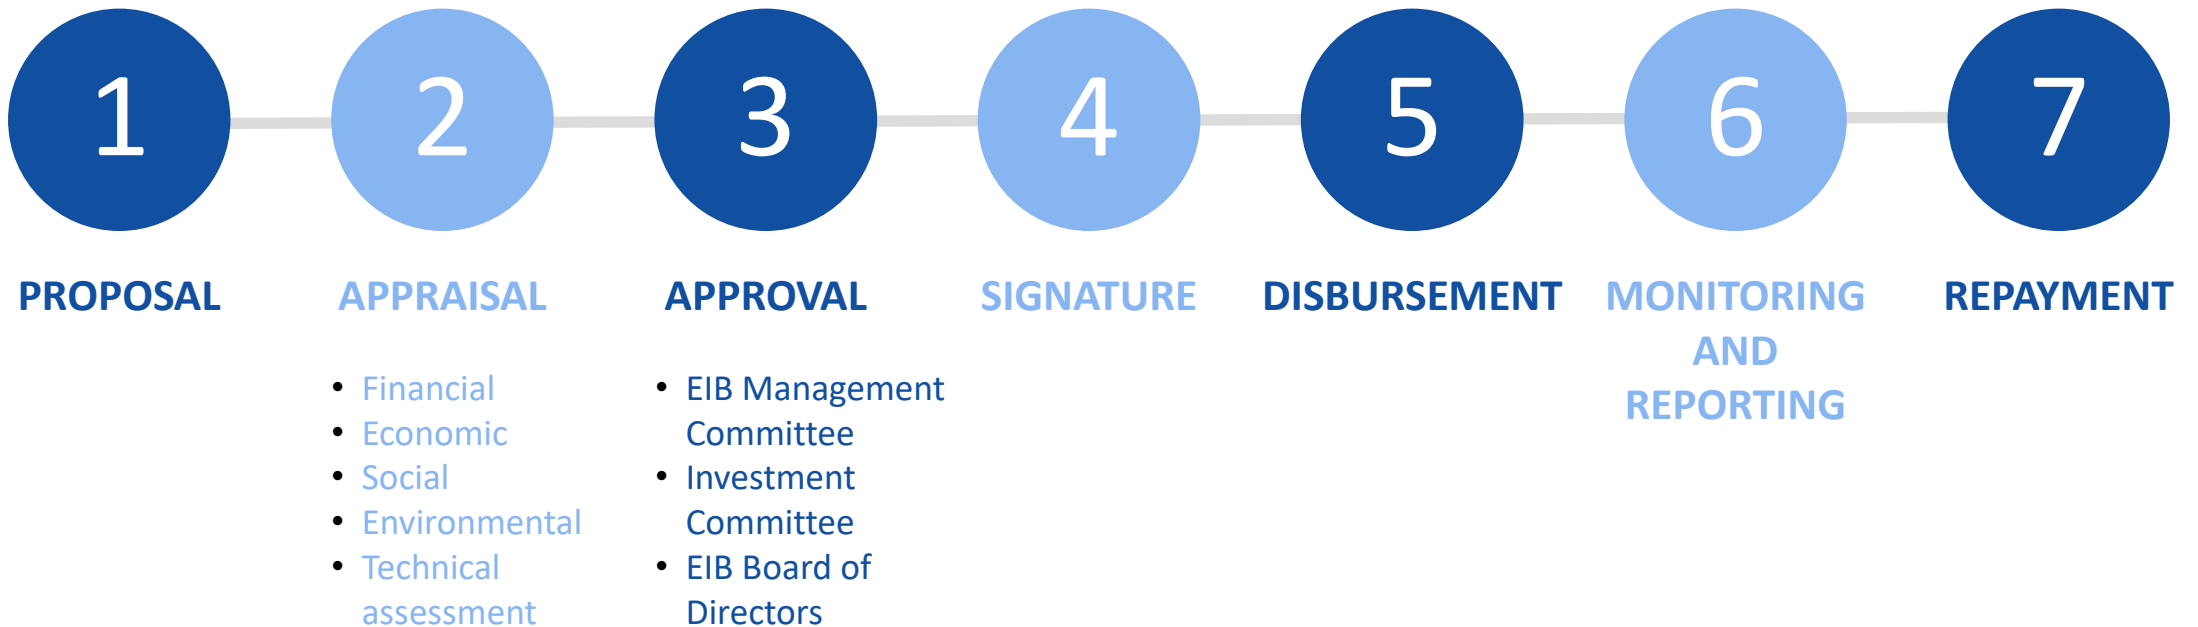 1
2
3
4
5
6
7
PROPOSAL
APPRAISAL
• Financial
• Economic
• Social
• Environmental
• Technical
assessment
APPROVAL
• EIB Management
Committee
• Investment
Committee
• EIB Board of
Directors
SIGNATURE
DISBURSEMENT
MONITORING
AND
REPORTING
REPAYMENT